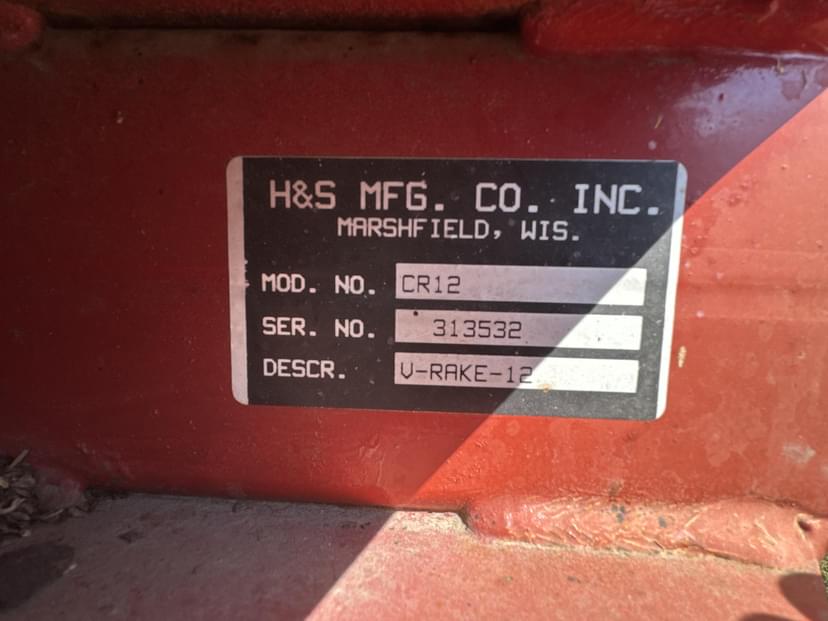 H&S MFG. CO. INC.
MARSHFIELD, WIS.
MOD. NO. CR12
SER. NO. 313532
DESCR. V-RAKE-12